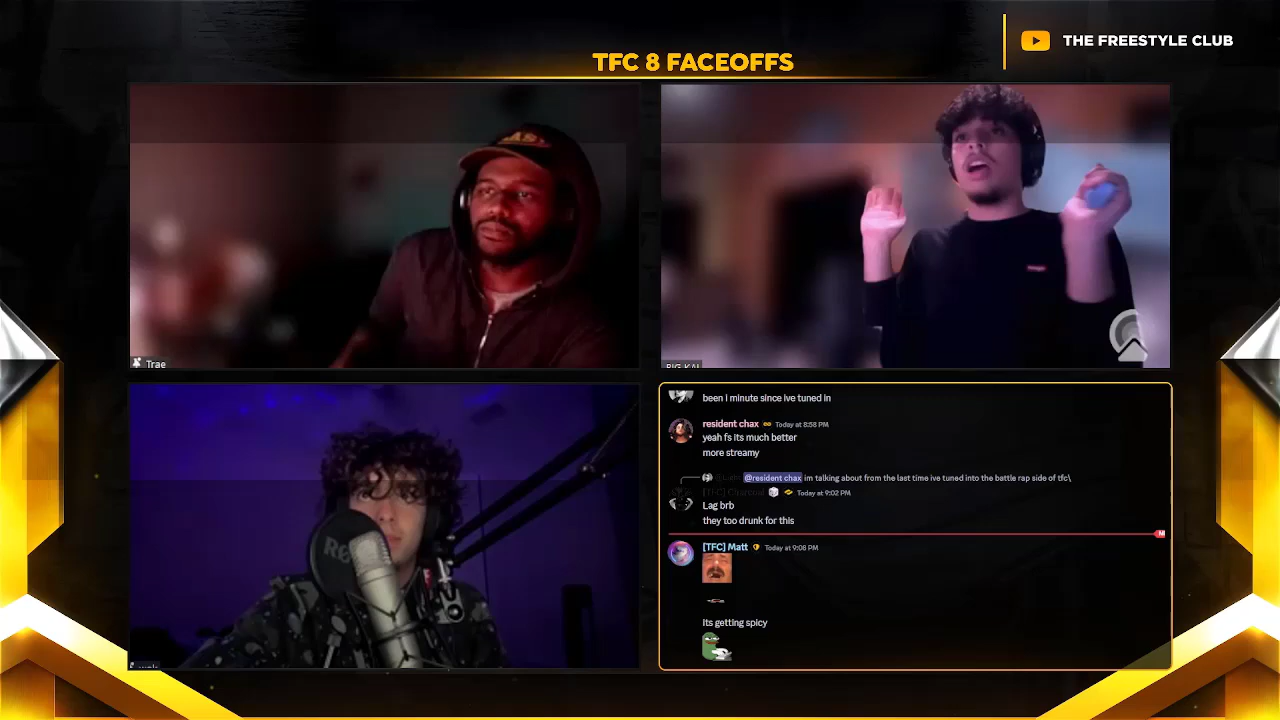 THE FREESTYLE CLUB
TFC 8 FACEOFFS
Trae
BIG KAI
RØ
been i minute since ive tuned in
resident chax Today at 8:58 PM
yeah fs its much better
more streamy
@resident chax im talking about from the last time ive tuned into the battle rap side of tfc\
Today at 9:02 PM
Lag brb
they too drunk for this
[TFC] Matt Today at 9:08 PM
its getting spicy